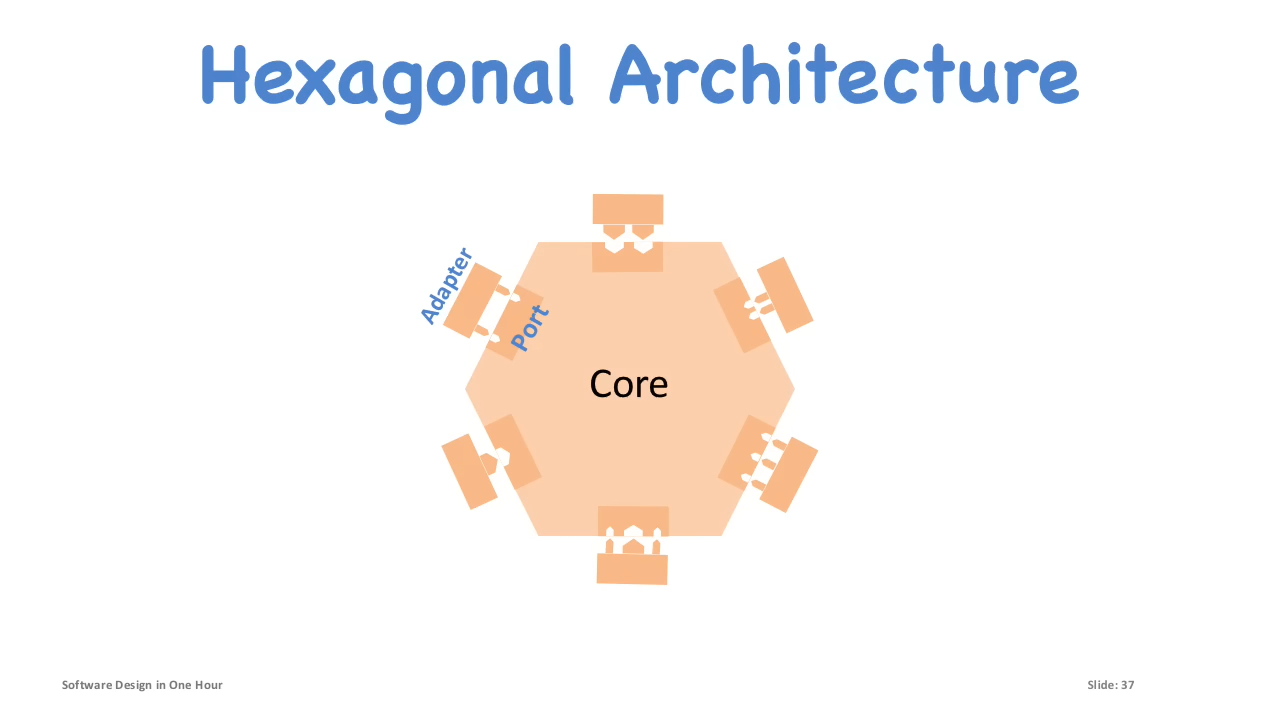 Hexagonal Architecture
Adapter
Port
Core
Software Design in One Hour
Slide: 37